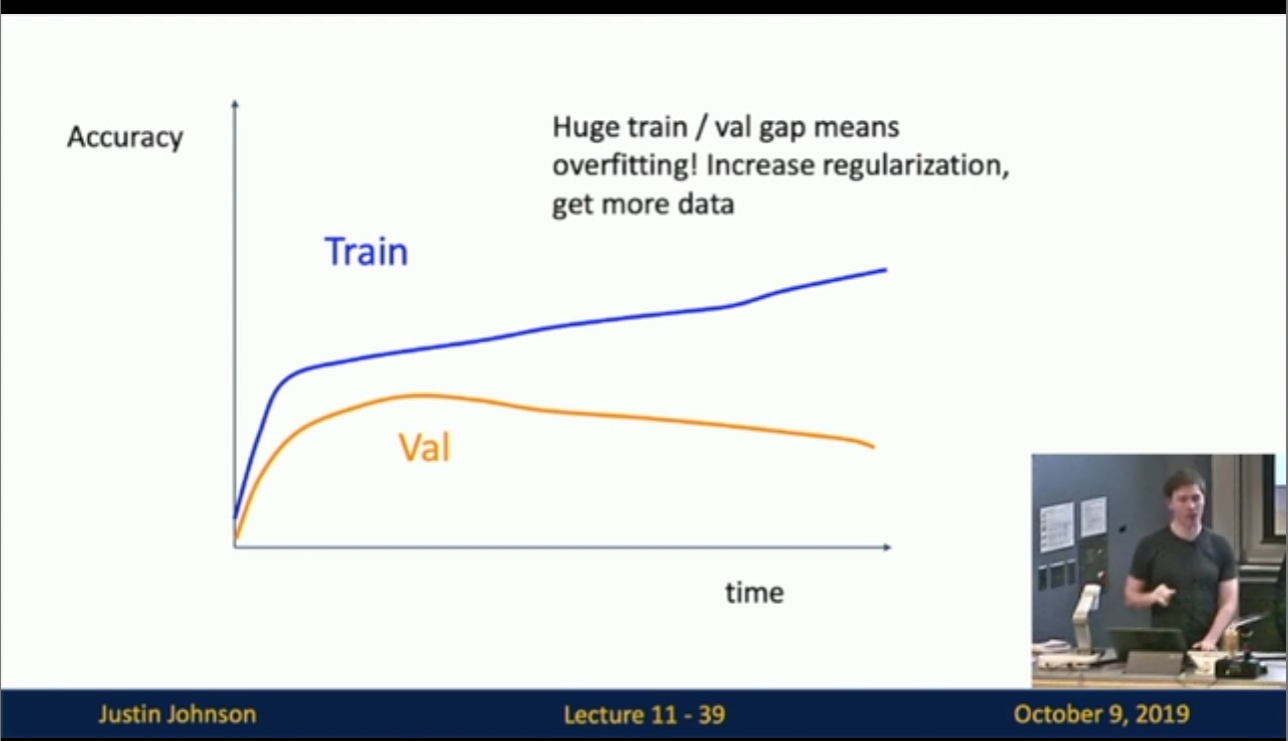 Accuracy
Huge train / val gap means
overfitting! Increase regularization,
get more data
Train
Val
time
Justin Johnson
Lecture 11 - 39
October 9, 2019